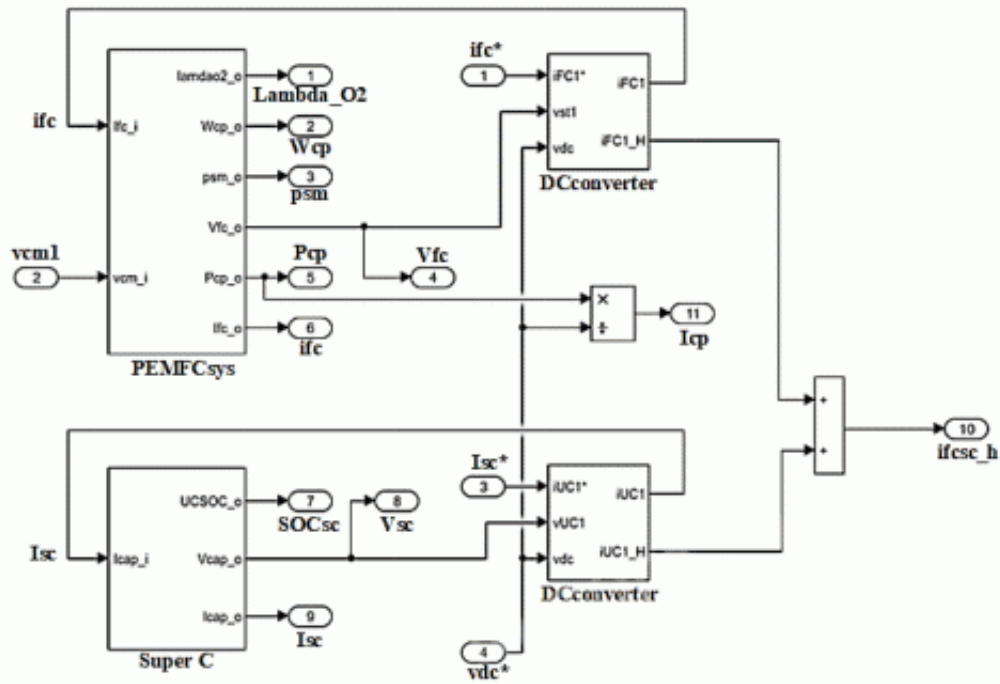 ifc*
1
lamdao2_o
1
Lambda_O2
iFC1*
iFC1
ifc
Ifc_i
Wcp_o
2
Wcp
vst1
iFC1_H
vdc
psm_o
3
psm
DCconverter
Vfc_o
vcm1
2
vcm_i
Pcp_o
Pcp
5
Vfc
4
×
÷
11
Icp
Ifc_o
6
ifc
PEMFCsys
+
+
10
ifcsc_h
Isc*
3
iUC1*
iUC1
UCSOC_o
7
SOCsc
8
Vsc
vUC1
Isc
Icap_i
Vcap_o
vdc
iUC1_H
DCconverter
Icap_o
9
Isc
Super C
4
vdc*